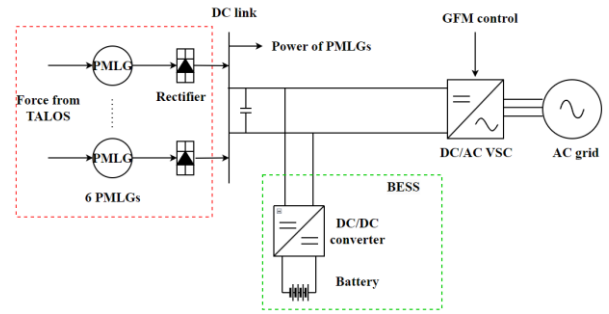 DC link
GFM control
PMLG
Power of PMLGs
Force from
TALOS
Rectifier
PMLG
6 PMLGs
DC/AC VSC
AC grid
BESS
DC/DC
converter
Battery